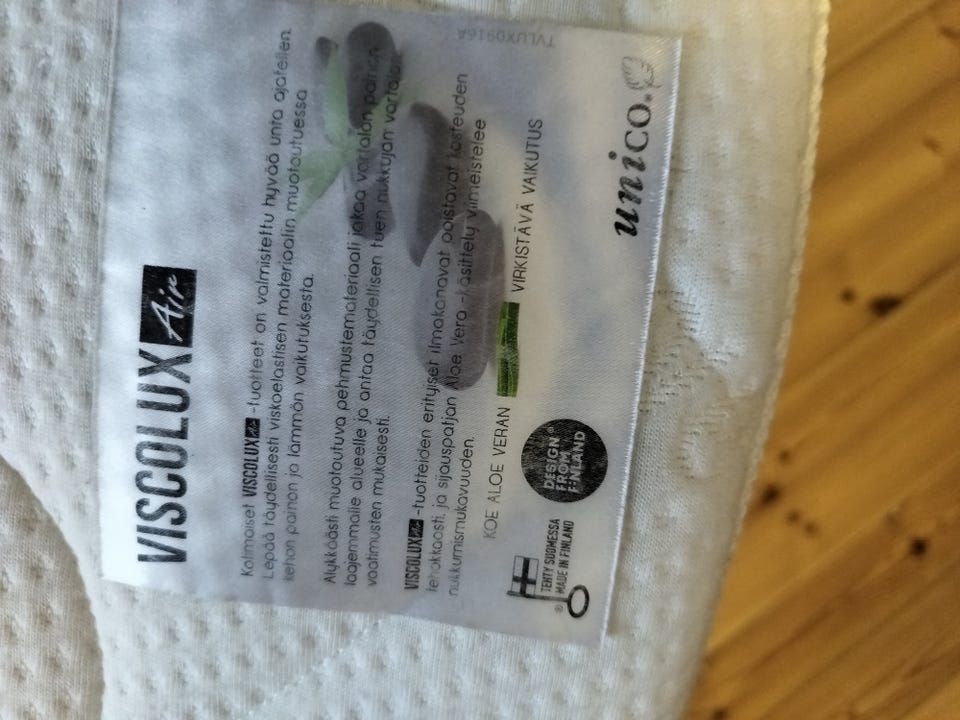 VISCOLUX Air
Kotimaiset VISCOLUX Air -tuotteet on valmistettu hyvää unta ajatellen.
Lepää täydellisesti viskoelastisen materiaalin muotoutuessa
kehon painon ja lämmön vaikutuksesta.
Älykkäästi muotoutuva pehmustemateriaali jakaa vartalon painon
laajemmalle alueelle ja antaa täydellisen tuen nukkujan vartalon
vaatimusten mukaisesti.
VISCOLUX Air -tuotteiden erityiset ilmakanavat poistavat kosteuden
tehokkaasti, ja sijauspatjan Aloe Vera -käsittely viimeistelee
nukkumismukavuuden.
KOE ALOE VERAN VIRKISTÄVÄ VAIKUTUS
® TEHTY SUOMESSA
MADE IN FINLAND
DESIGN ®
FROM
FINLAND
unico.
TVLUX0916A